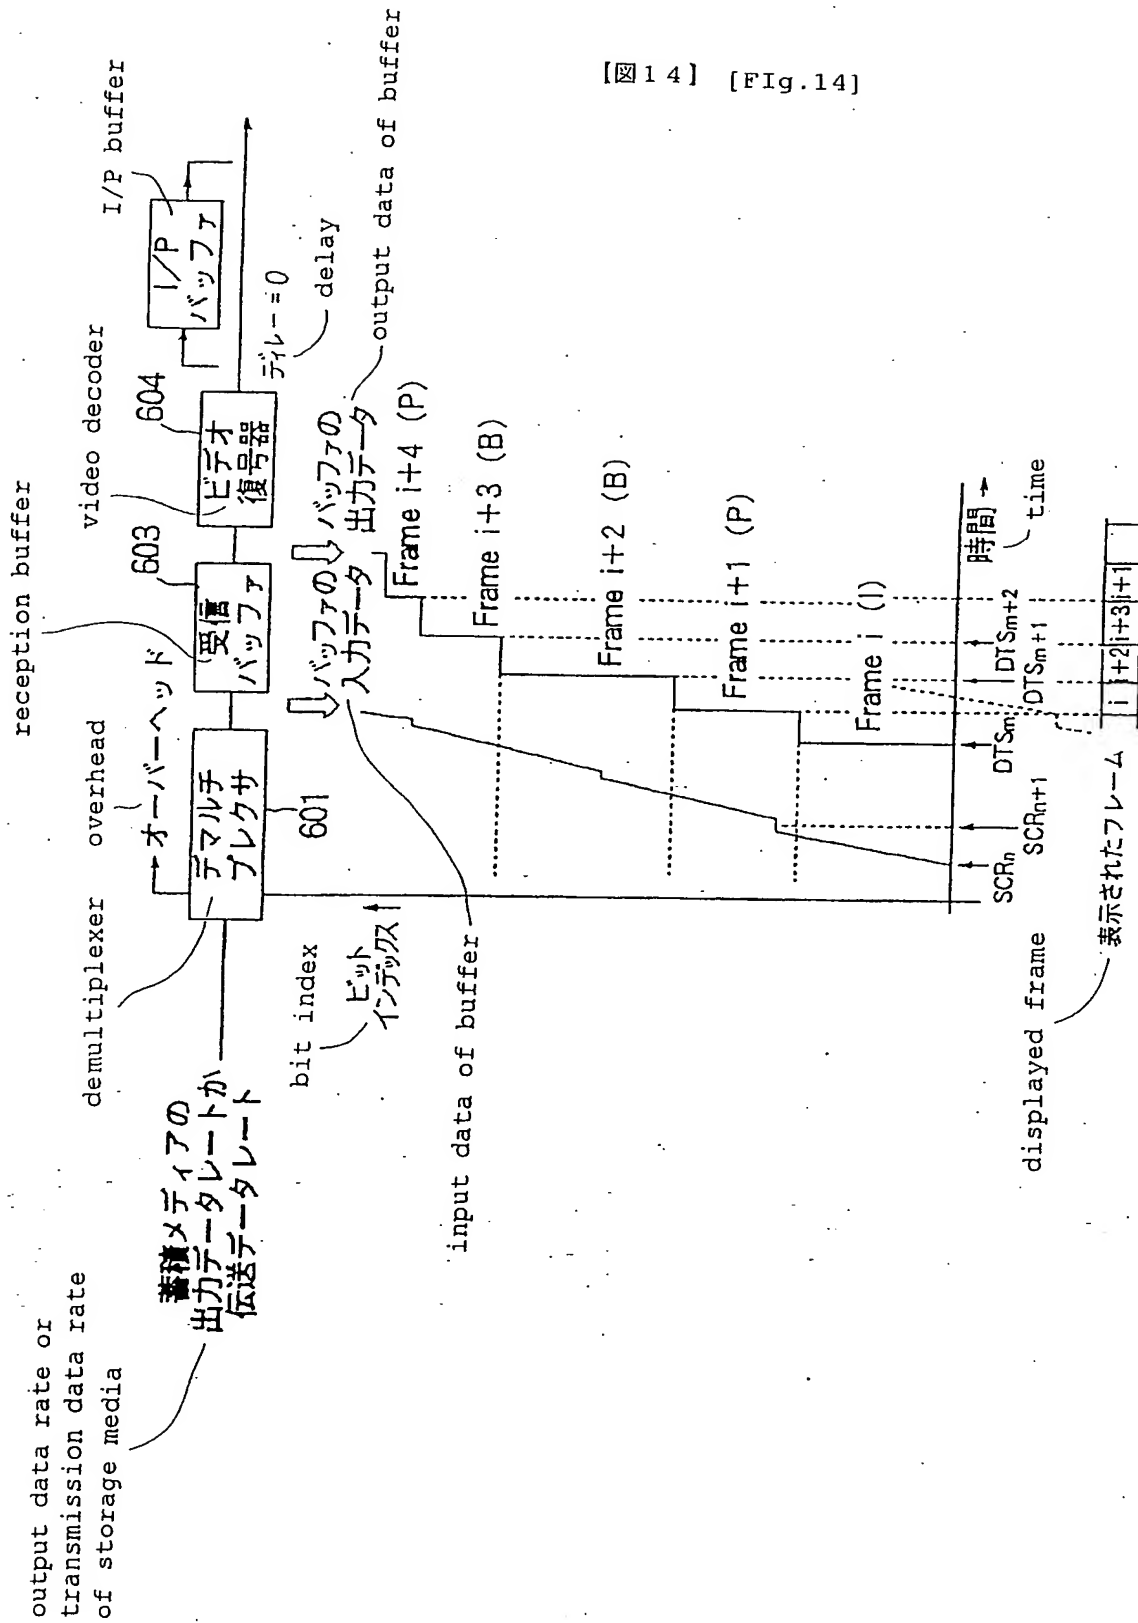 【図14】 [FIg.14]
output data rate or
transmission data rate
of storage media
蓄積メディアの
出力データレートか
伝送データレート
demultiplexer
デマルチ
プレクサ
601
overhead
オーバーヘッド
reception buffer
603
受信
バッファ
video decoder
604
ビデオ
復号器
I/P buffer
I/P
バッファ
ディレー=0
delay
bit index
ビット
インデックス
input data of buffer
バッファの
入力データ
バッファの
出力データ
output data of buffer
Frame i+4 (P)
Frame i+3 (B)
Frame i+2 (B)
Frame i+1 (P)
Frame i (I)
時間
time
SCRn
SCRn+1
DTSm
DTSm+1
DTSm+2
displayed frame
表示されたフレーム
i
i+2
i+3
i+1